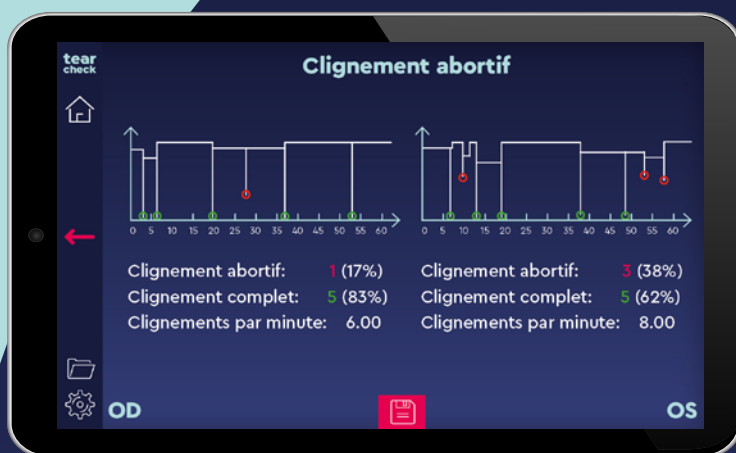 tear
check
Clignement abortif
0 5 10 15 20 25 30 35 40 45 50 55 60
0 5 10 15 20 25 30 35 40 45 50 55 60
Clignement abortif: 1 (17%)
Clignement complet: 5 (83%)
Clignements par minute: 6.00
Clignement abortif: 3 (38%)
Clignement complet: 5 (62%)
Clignements par minute: 8.00
OD
OS